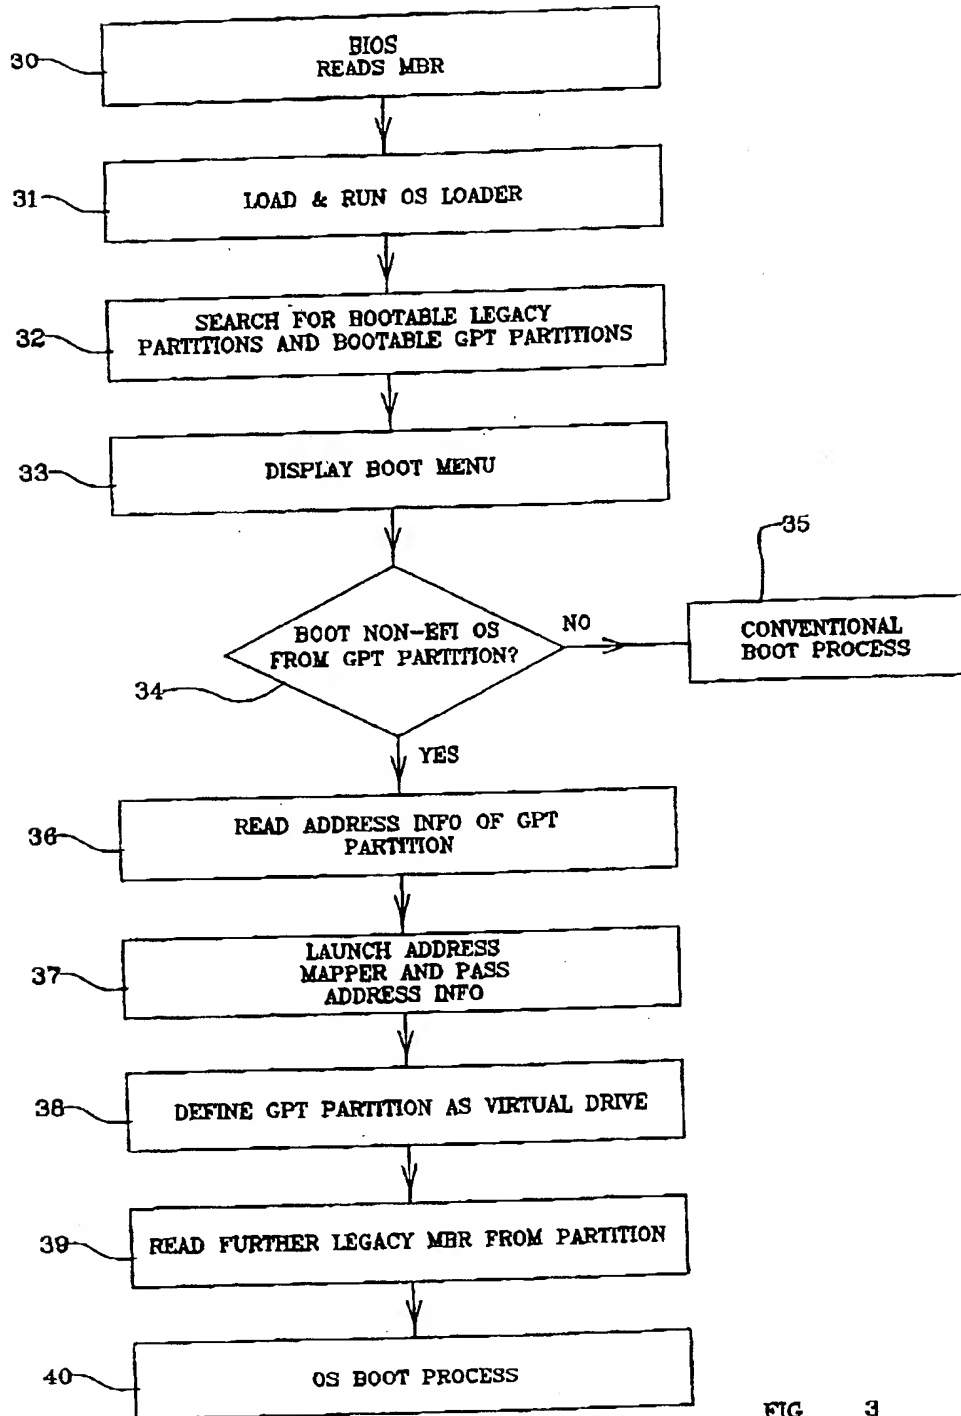 30
BIOS
READS MBR
31
LOAD & RUN OS LOADER
32
SEARCH FOR BOOTABLE LEGACY
PARTITIONS AND BOOTABLE GPT PARTITIONS
33
DISPLAY BOOT MENU
35
34
BOOT NON-EFI OS
FROM GPT PARTITION?
NO
CONVENTIONAL
BOOT PROCESS
YES
36
READ ADDRESS INFO OF GPT
PARTITION
37
LAUNCH ADDRESS
MAPPER AND PASS
ADDRESS INFO
38
DEFINE GPT PARTITION AS VIRTUAL DRIVE
39
READ FURTHER LEGACY MBR FROM PARTITION
40
OS BOOT PROCESS
FIG 3